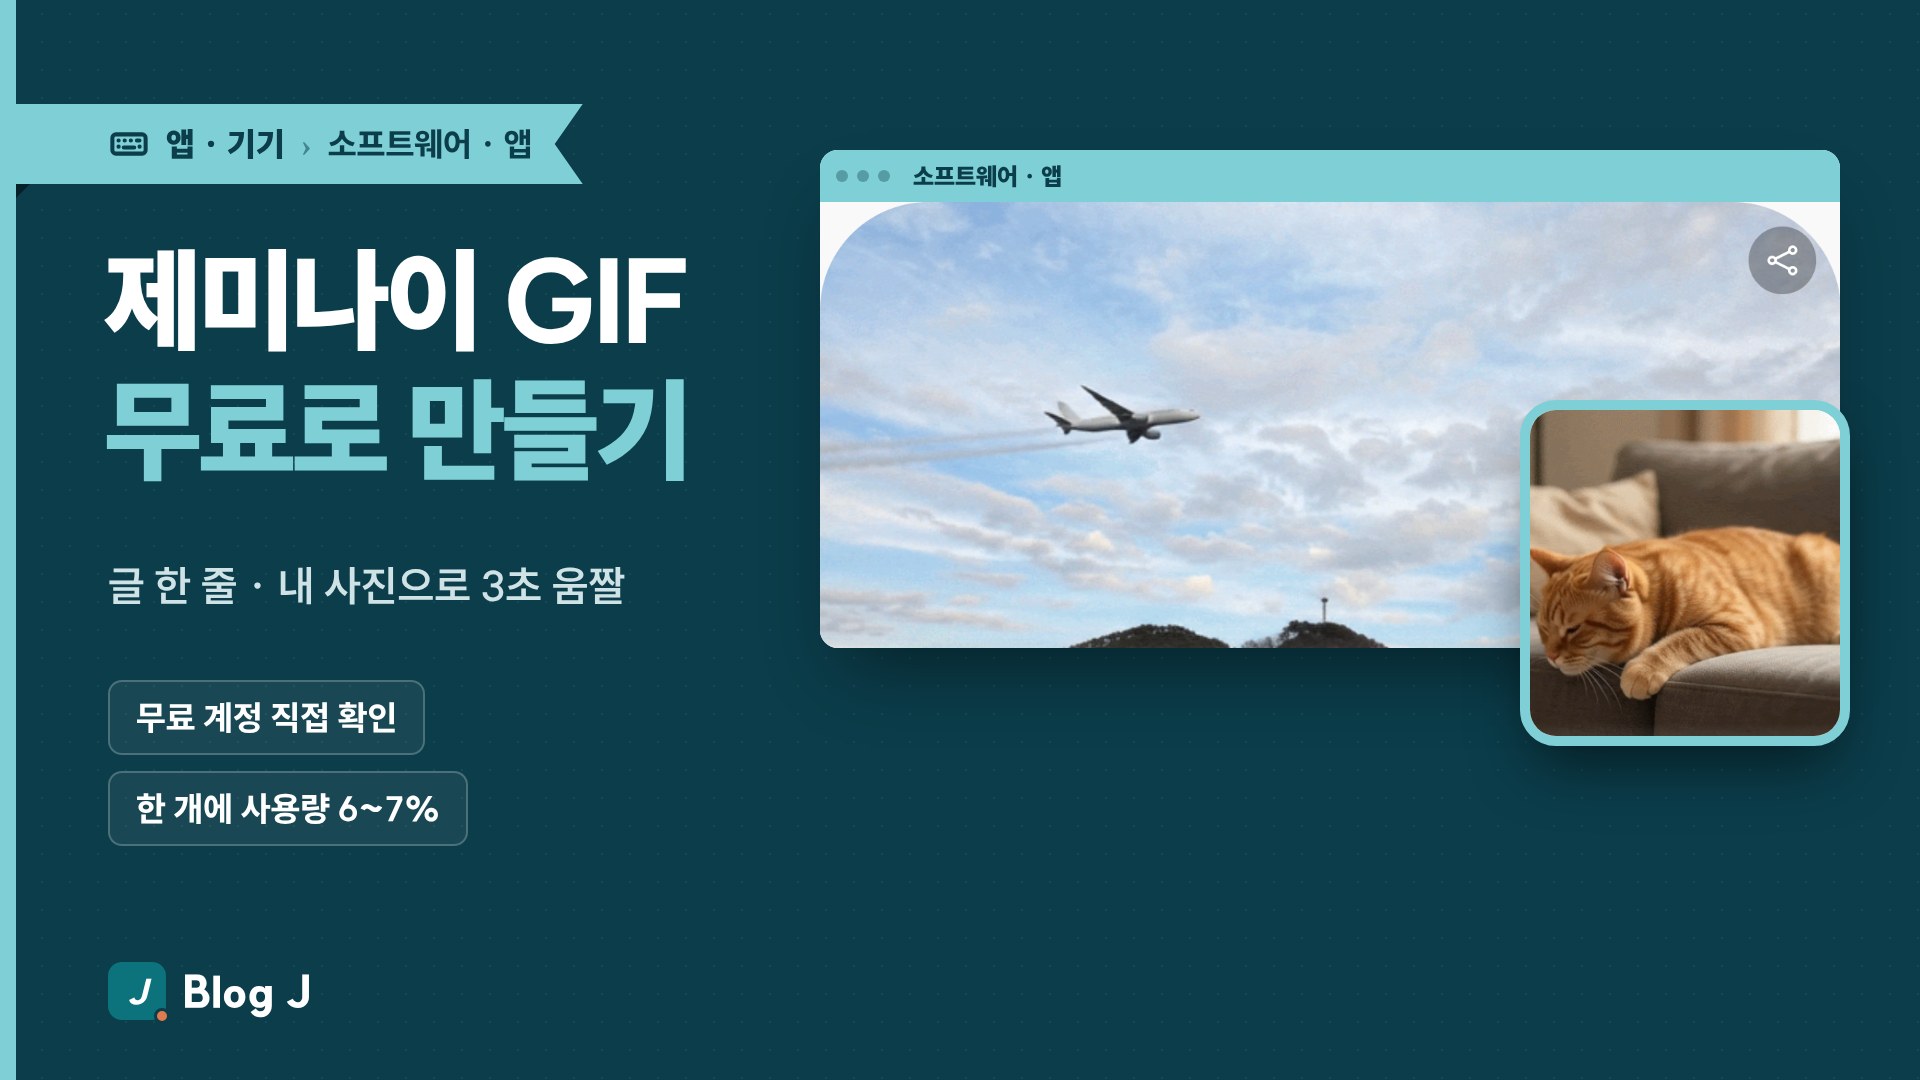 앱 · 기기 › 소프트웨어 · 앱
제미나이 GIF
무료로 만들기
글 한 줄 · 내 사진으로 3초 움짤
무료 계정 직접 확인
한 개에 사용량 6~7%
J Blog J
소프트웨어 · 앱